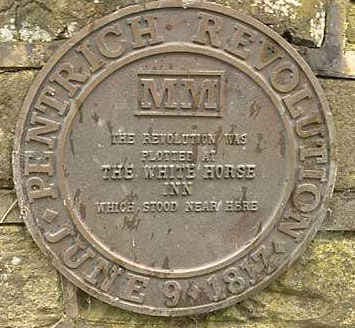 PENTRICH REVOLUTION
JUNE 9 1817
MM
THE REVOLUTION WAS
PLOTTED AT
THE WHITE HORSE
INN
WHICH STOOD NEAR HERE